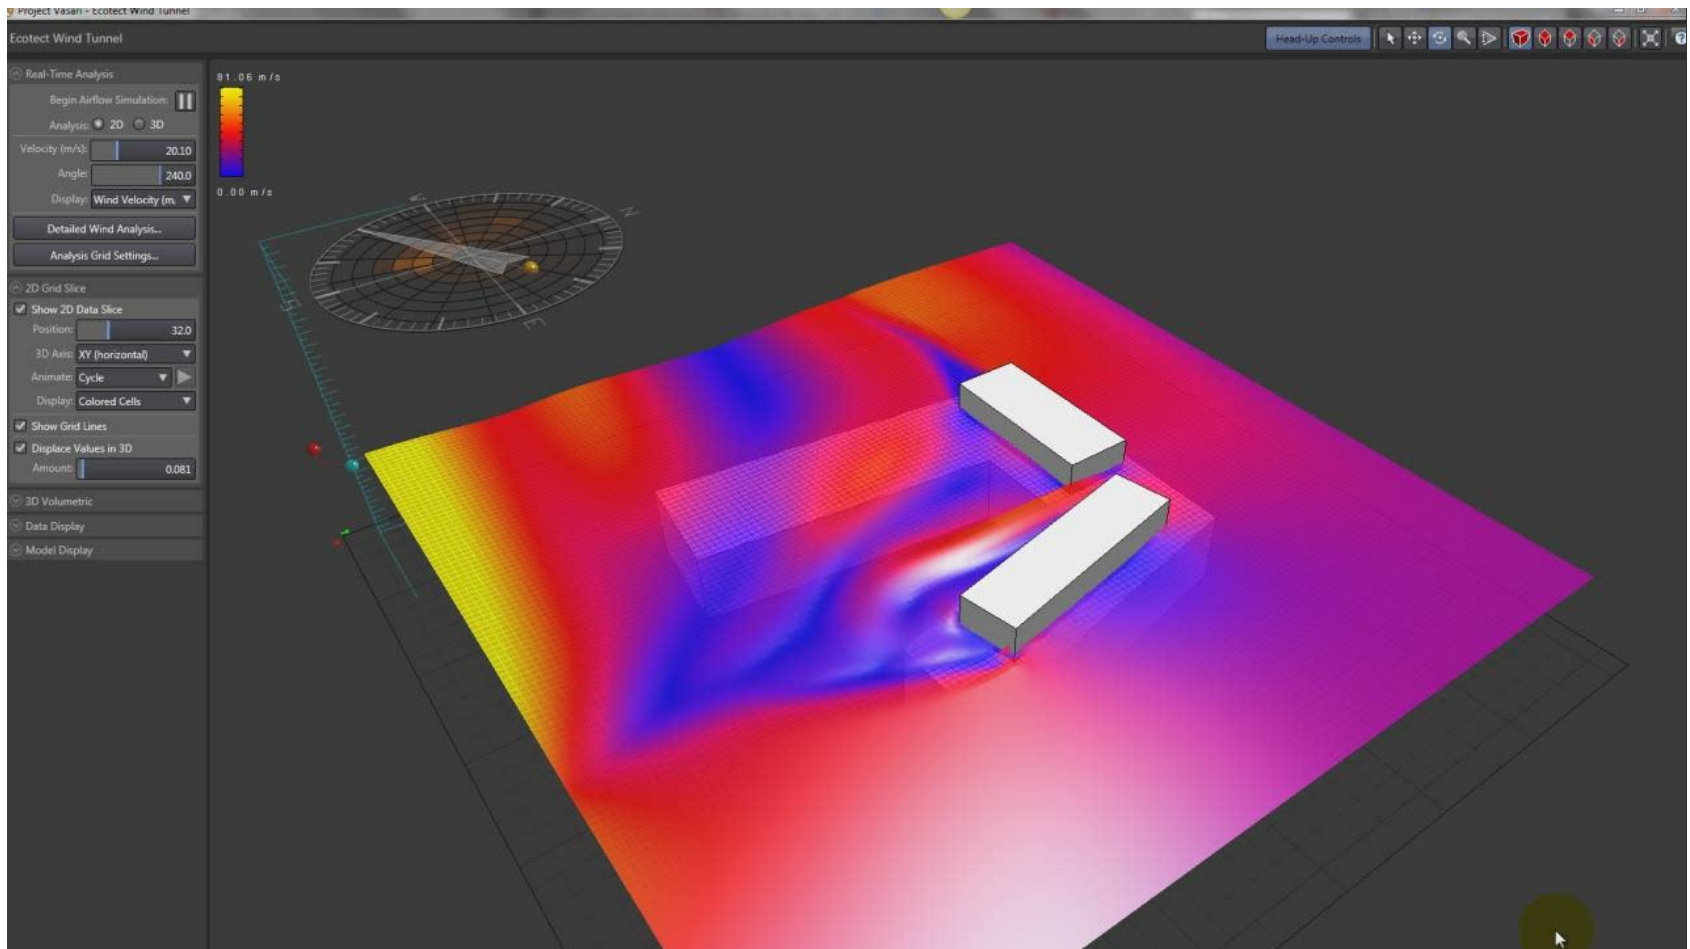 Project Vasari - Ecotect Wind Tunnel
Ecotect Wind Tunnel
Head-Up Controls
Real-Time Analysis
Begin Airflow Simulation:
Analysis: 2D 3D
Velocity (m/s): 20.10
Angle: 240.0
Display: Wind Velocity (m,
Detailed Wind Analysis...
Analysis Grid Settings...
2D Grid Slice
Show 2D Data Slice
Position: 32.0
3D Axis: XY (horizontal)
Animate: Cycle
Display: Colored Cells
Show Grid Lines
Displace Values in 3D
Amount: 0.081
3D Volumetric
Data Display
Model Display
81.06 m/s
0.00 m/s
N
E